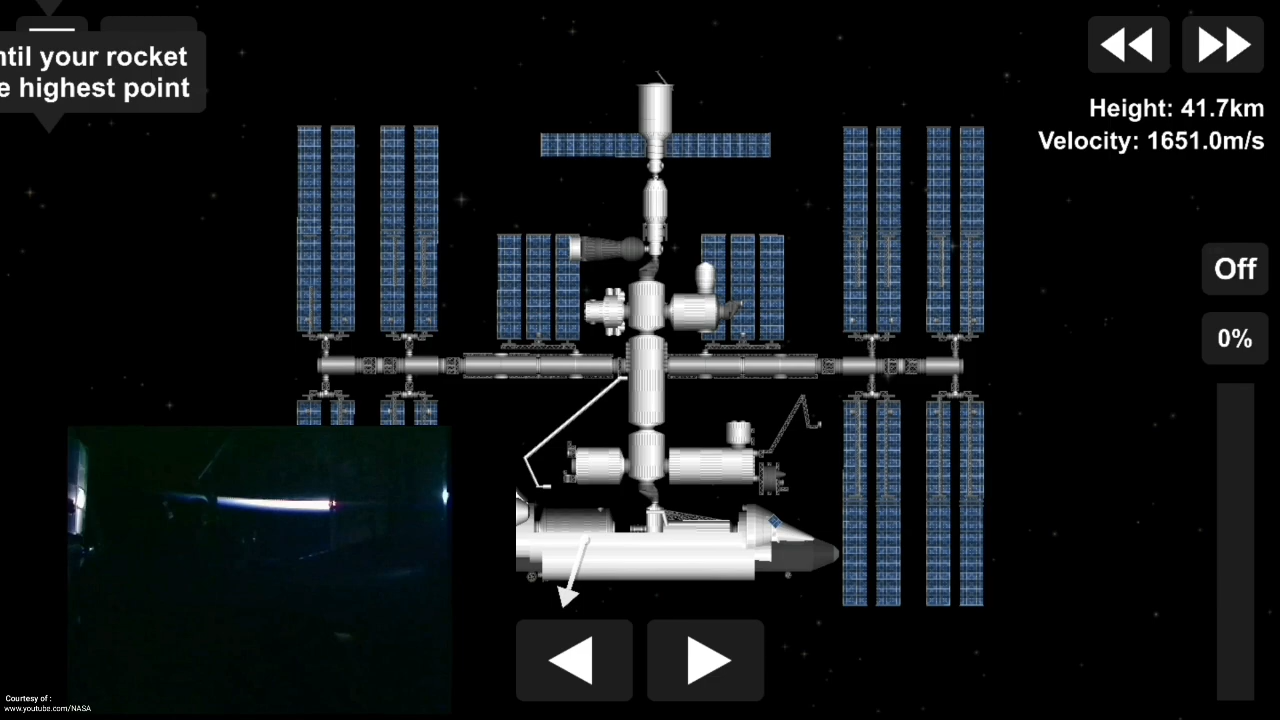 ntil your rocket
e highest point
Height: 41.7km
Velocity: 1651.0m/s
Off
0%
Courtesy of :
www.youtube.com/NASA